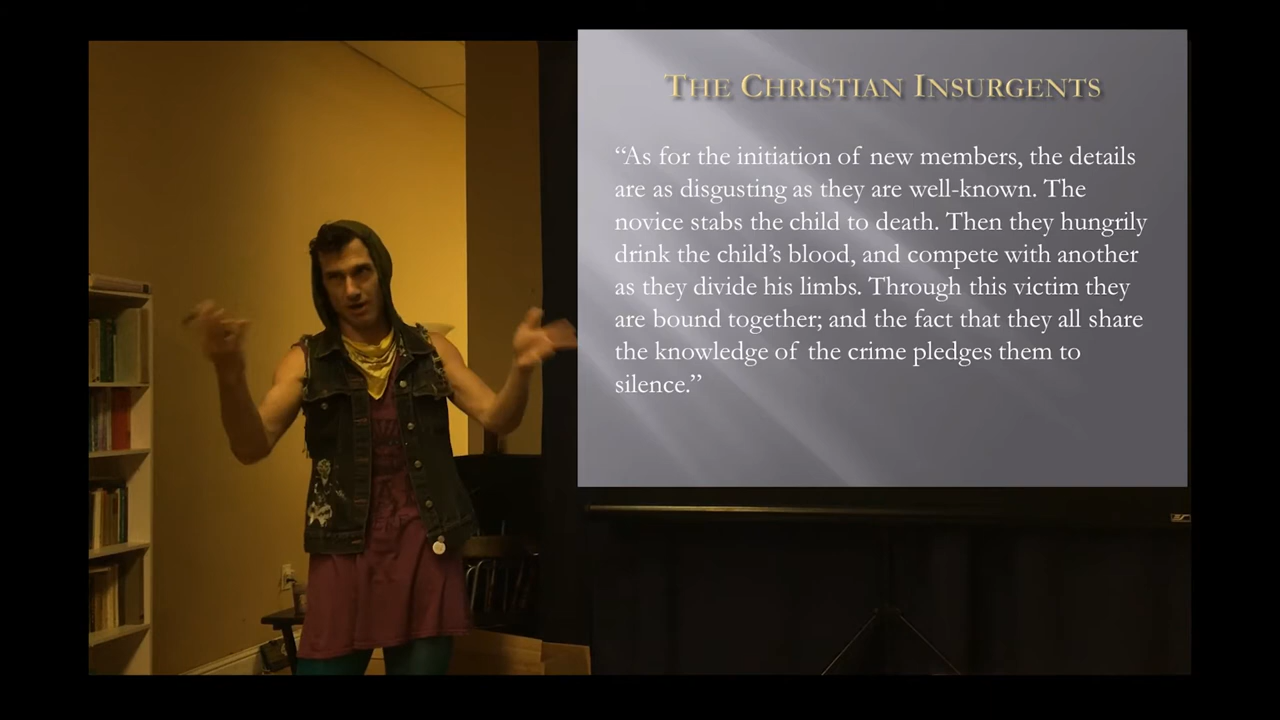 THE CHRISTIAN INSURGENTS
“As for the initiation of new members, the details
are as disgusting as they are well-known. The
novice stabs the child to death. Then they hungrily
drink the child’s blood, and compete with another
as they divide his limbs. Through this victim they
are bound together; and the fact that they all share
the knowledge of the crime pledges them to
silence.”